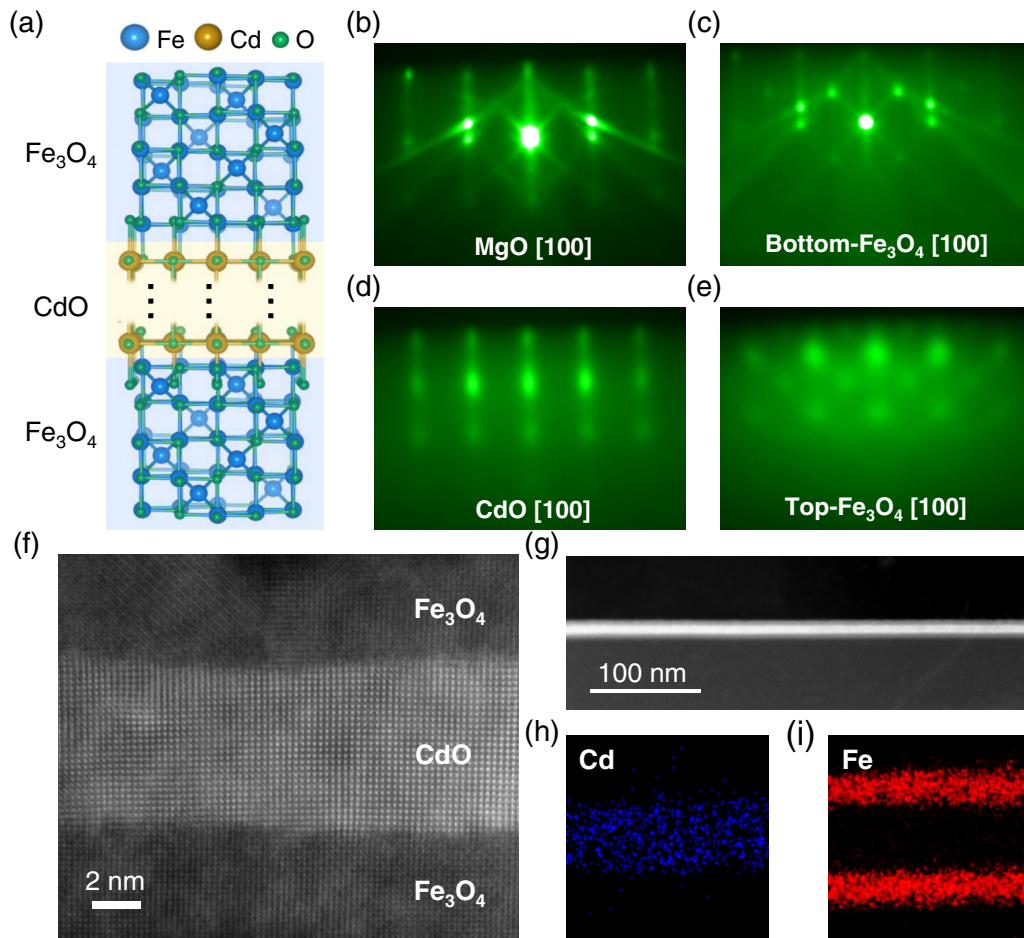 (a)
Fe Cd O
Fe₃O₄
CdO
Fe₃O₄
(b)
MgO [100]
(c)
Bottom-Fe₃O₄ [100]
(d)
CdO [100]
(e)
Top-Fe₃O₄ [100]
(f)
Fe₃O₄
CdO
Fe₃O₄
2 nm
(g)
100 nm
(h)
Cd
(i)
Fe